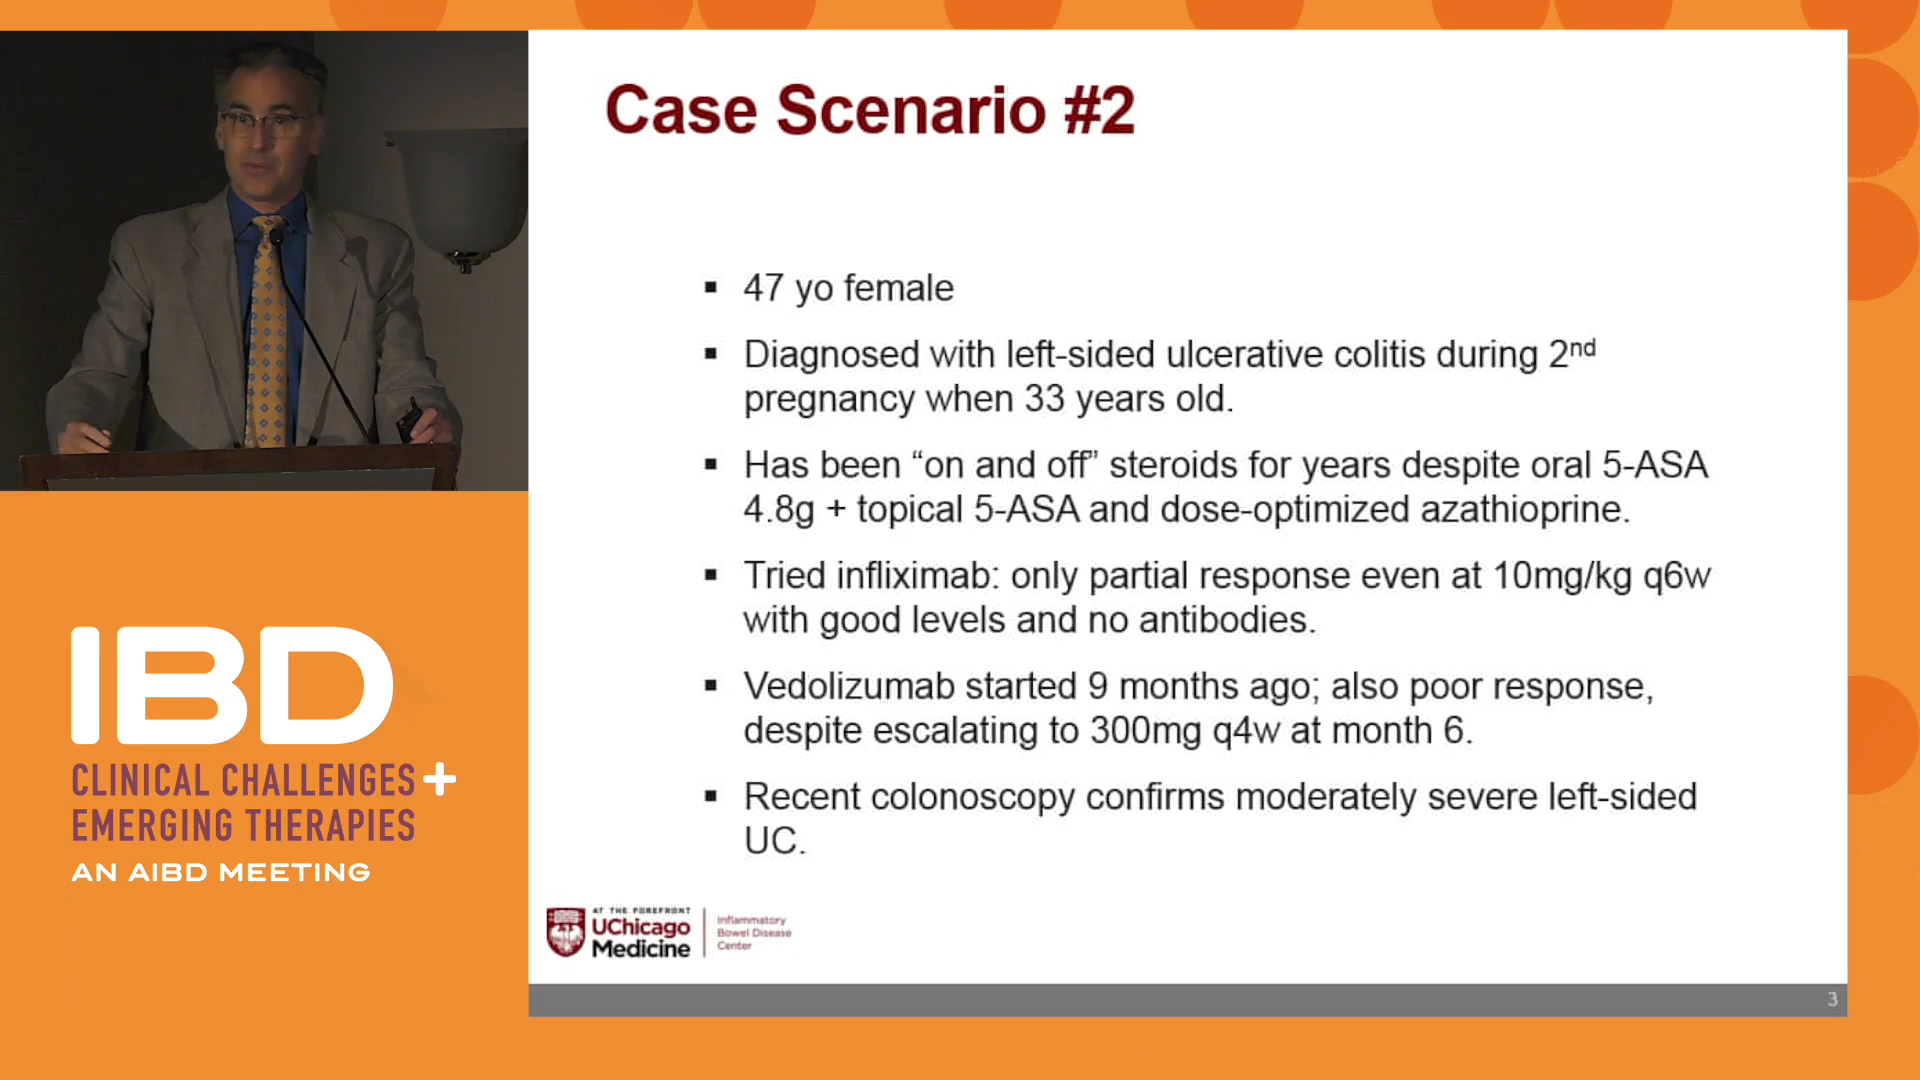 Case Scenario #2
▪ 47 yo female
▪ Diagnosed with left-sided ulcerative colitis during 2nd
pregnancy when 33 years old.
▪ Has been “on and off” steroids for years despite oral 5-ASA
4.8g + topical 5-ASA and dose-optimized azathioprine.
▪ Tried infliximab: only partial response even at 10mg/kg q6w
with good levels and no antibodies.
▪ Vedolizumab started 9 months ago; also poor response,
despite escalating to 300mg q4w at month 6.
▪ Recent colonoscopy confirms moderately severe left-sided
UC.
AT THE FOREFRONT
UChicago
Medicine
Inflammatory
Bowel Disease
Center
3
IBD
CLINICAL CHALLENGES +
EMERGING THERAPIES
AN AIBD MEETING